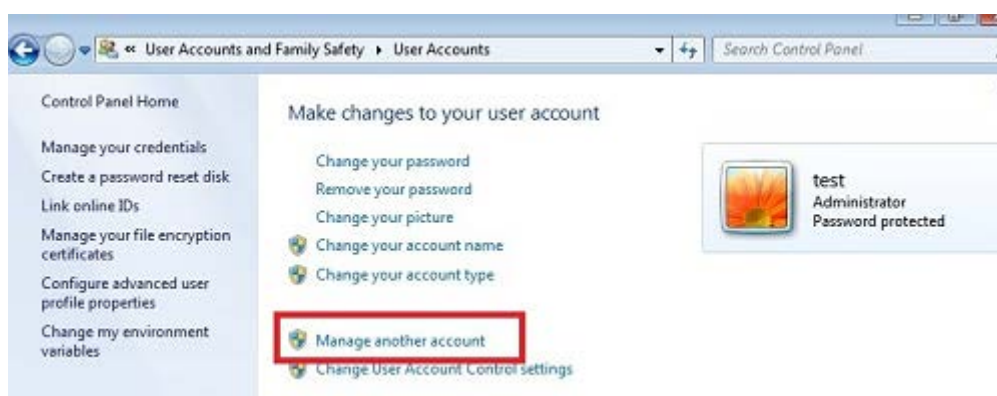 « User Accounts and Family Safety ▸ User Accounts
Search Control Panel
Control Panel Home
Manage your credentials
Create a password reset disk
Link online IDs
Manage your file encryption
certificates
Configure advanced user
profile properties
Change my environment
variables
Make changes to your user account
Change your password
Remove your password
Change your picture
Change your account name
Change your account type
Manage another account
Change User Account Control settings
test
Administrator
Password protected